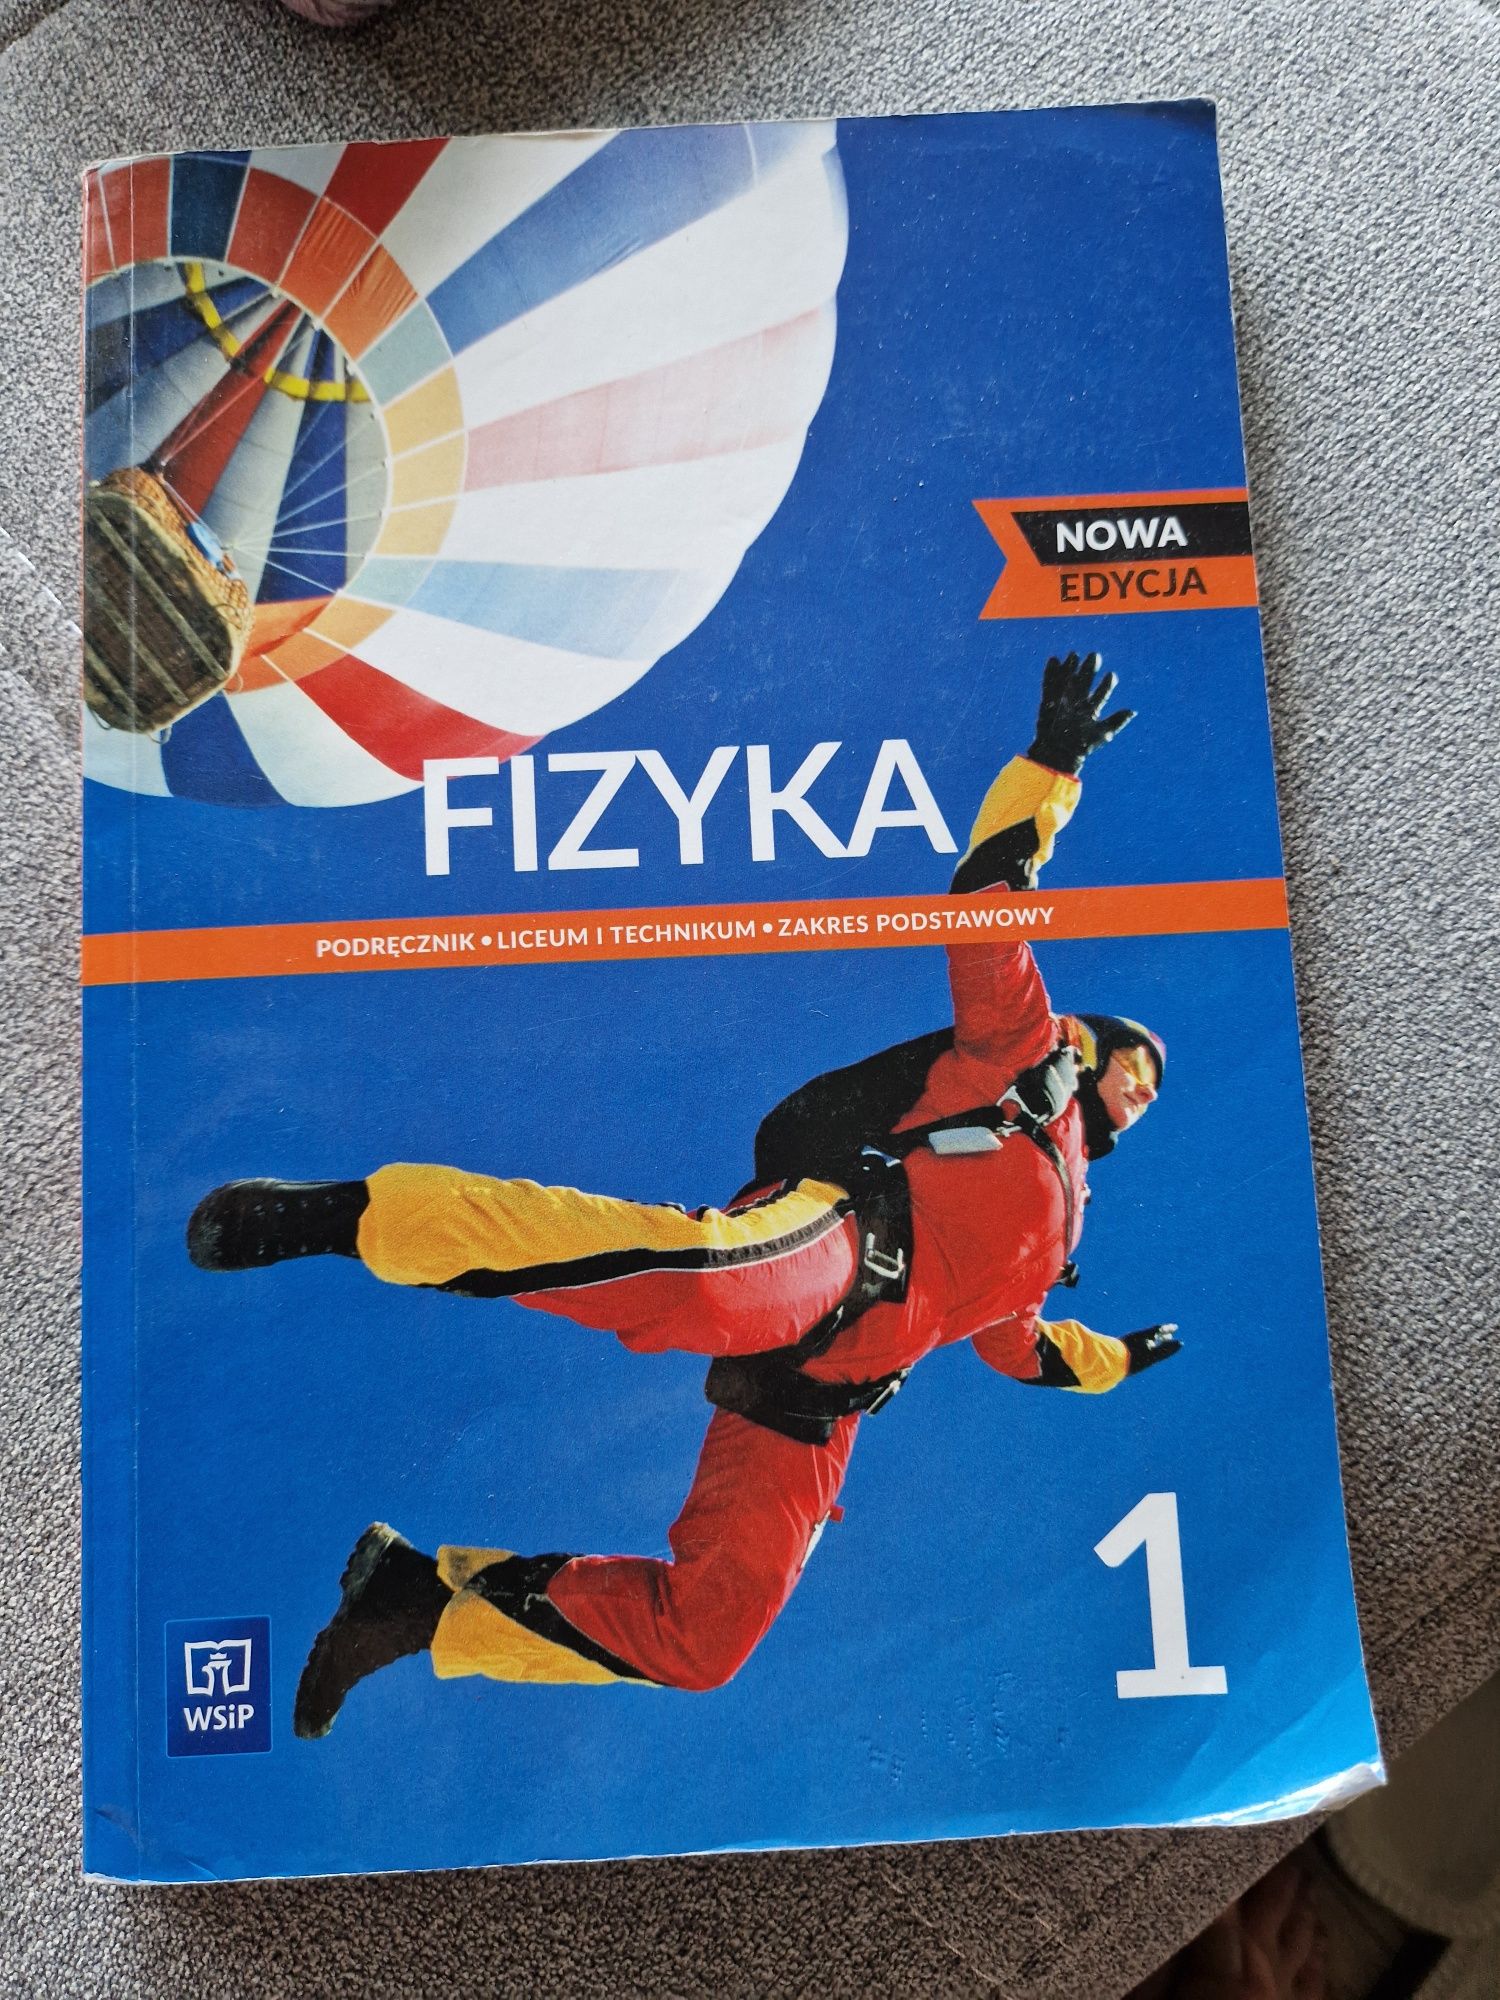 NOWA
EDYCJA
FIZYKA
PODRĘCZNIK • LICEUM I TECHNIKUM • ZAKRES PODSTAWOWY
1
WSiP